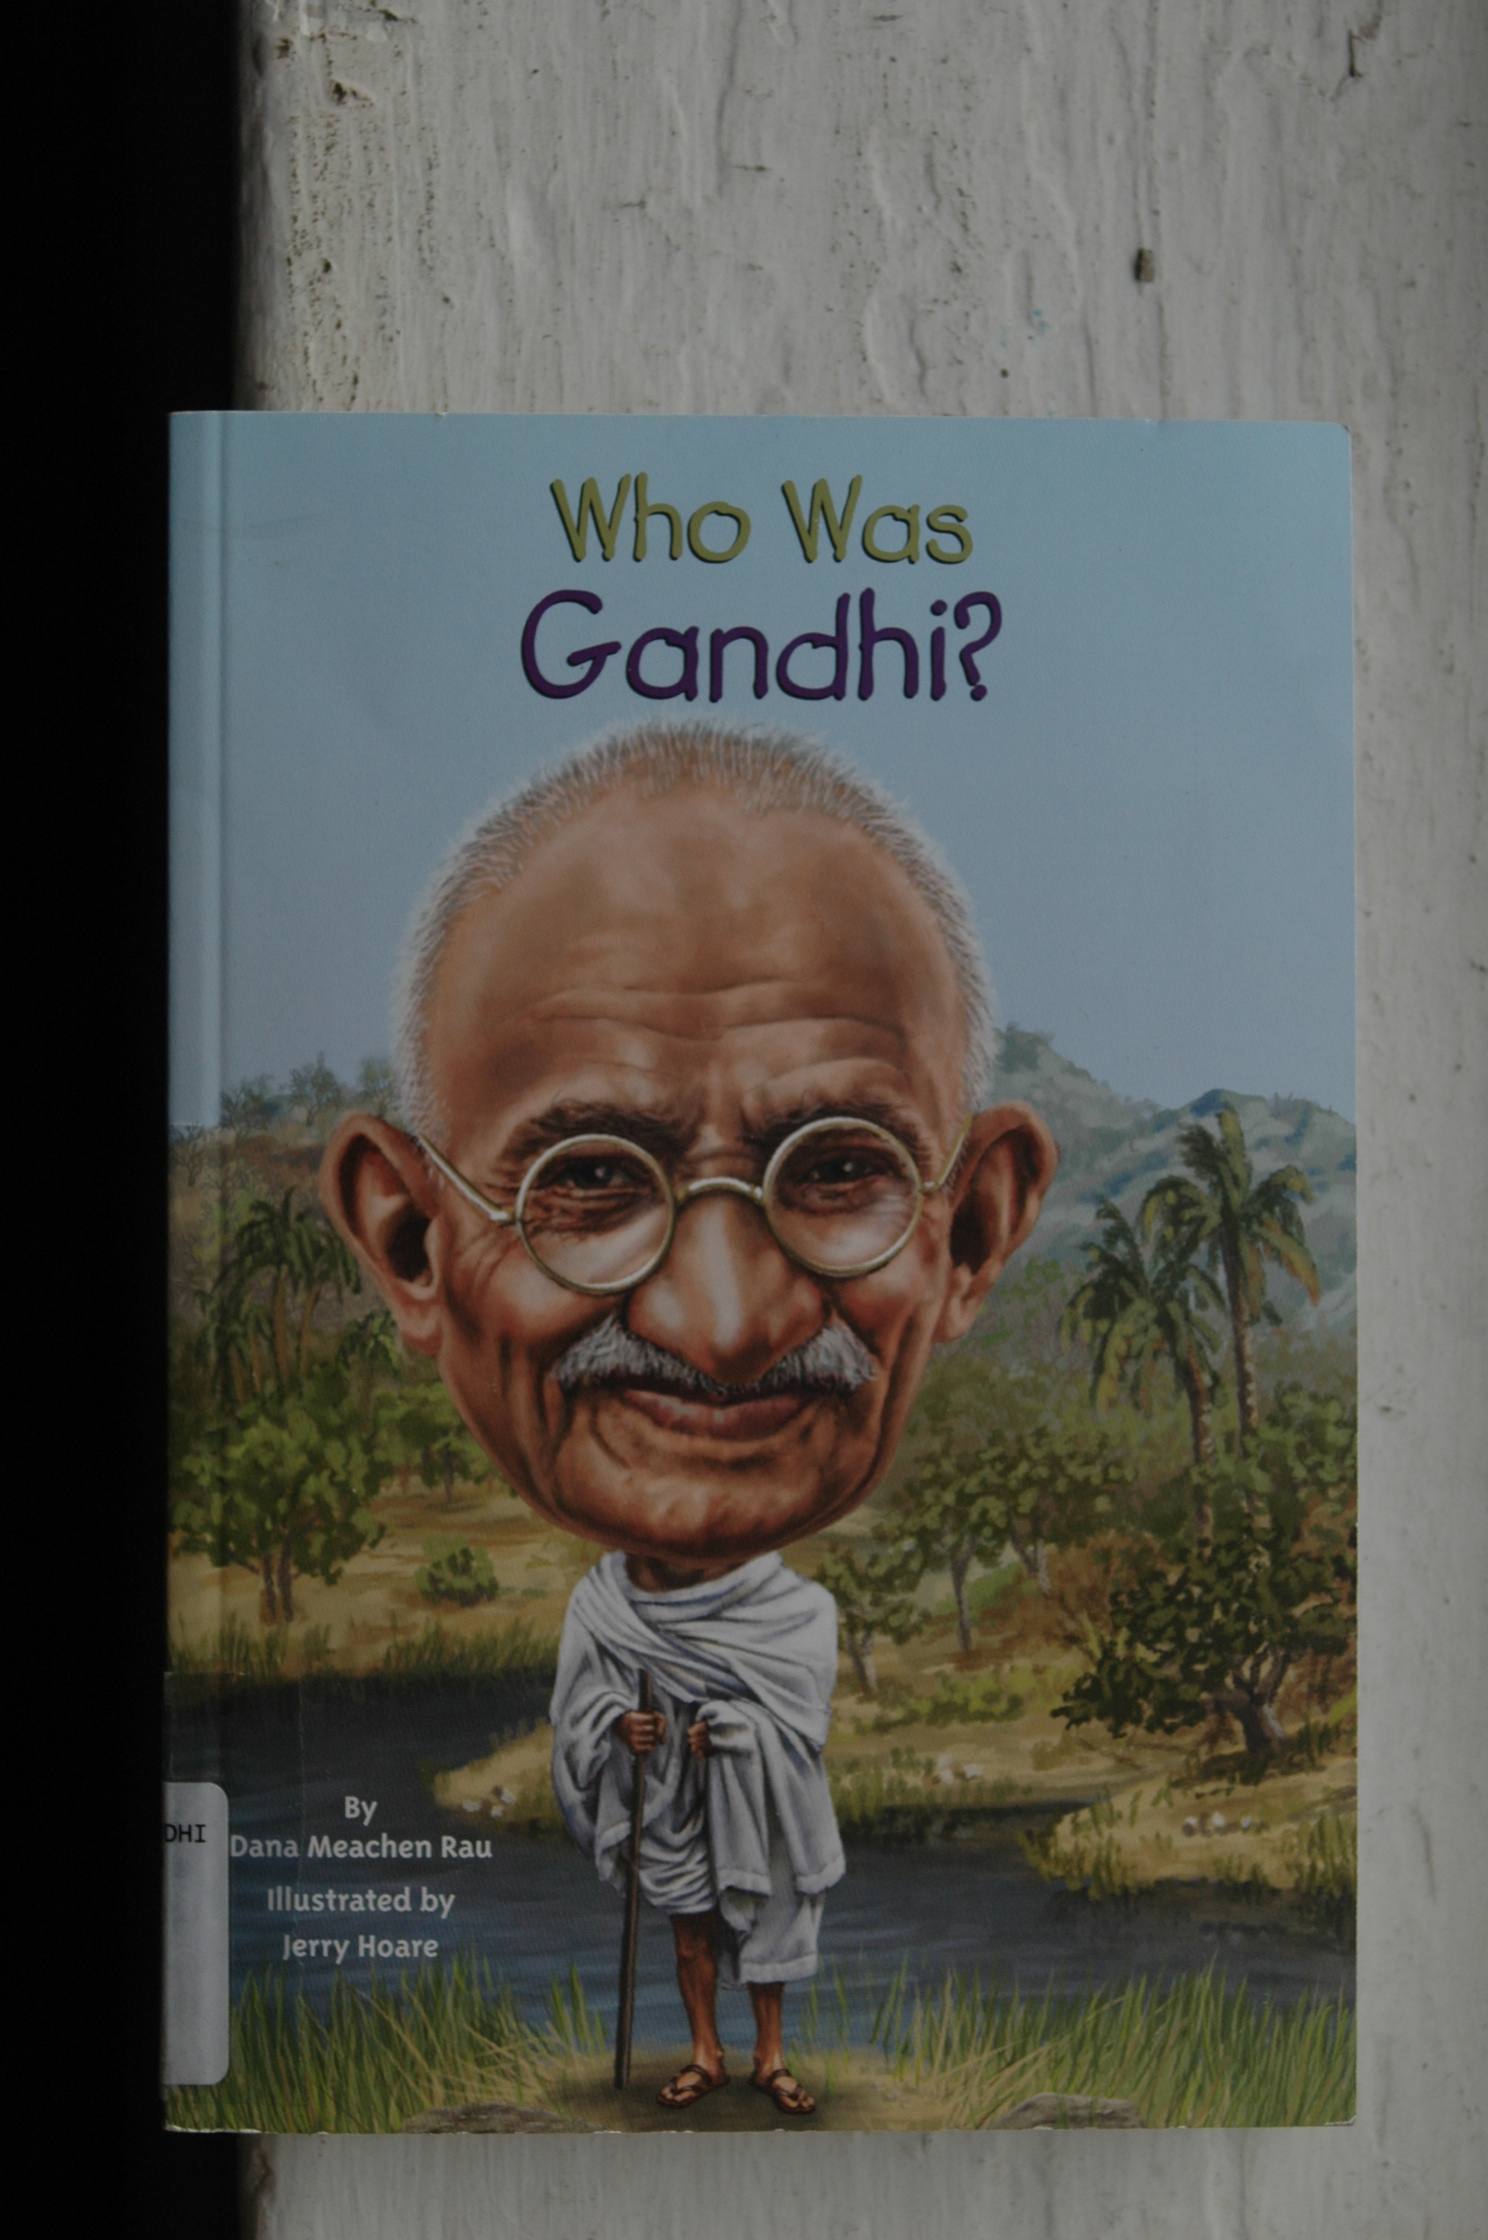 Who Was
Gandhi?
By
Dana Meachen Rau
Illustrated by
Jerry Hoare
DHI